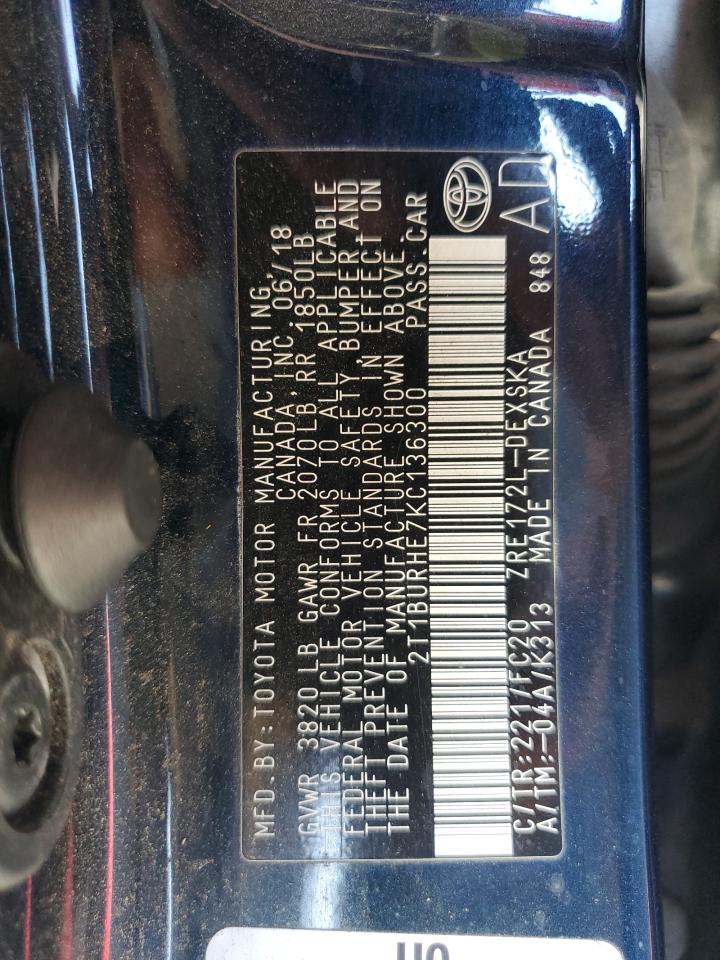 MFD. BY: TOYOTA MOTOR MANUFACTURING,
CANADA, INC. 06/18
GVWR 3820 LB GAWR FR 2070LB, RR 1850LB
THIS VEHICLE CONFORMS TO ALL APPLICABLE
FEDERAL MOTOR VEHICLE SAFETY, BUMPER, AND
THEFT PREVENTION STANDARDS IN EFFECT ON
THE DATE OF MANUFACTURE SHOWN ABOVE.
2T1BURHE7KC136300 PASS.CAR
C/TR:221/FC20 ZRE172L-DEXSKA
A/TM:-04A/K313 MADE IN CANADA 848
AD